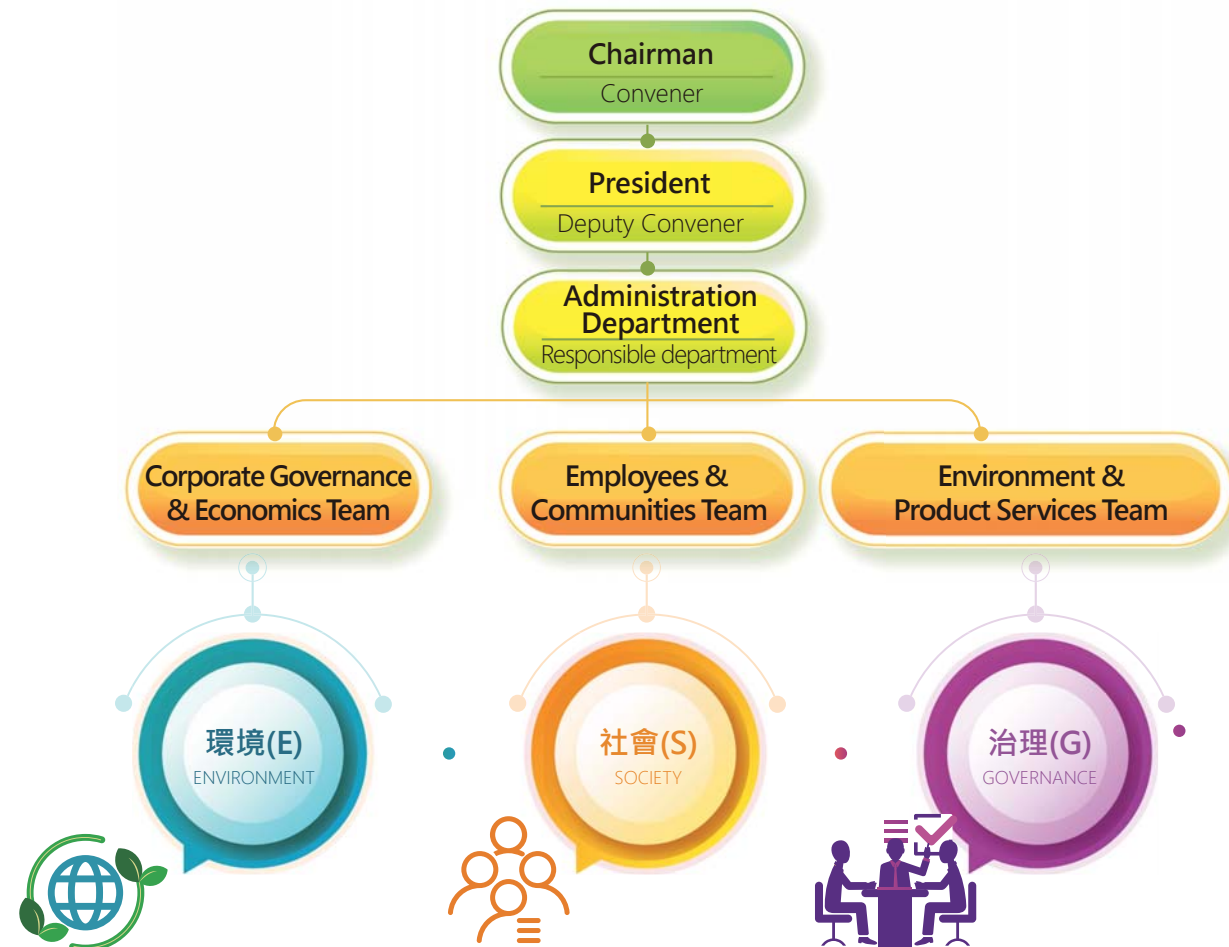 Chairman
Convener
President
Deputy Convener
Administration
Department
Responsible department
Corporate Governance
& Economics Team
Employees &
Communities Team
Environment &
Product Services Team
環境(E)
ENVIRONMENT
社會(S)
SOCIETY
治理(G)
GOVERNANCE